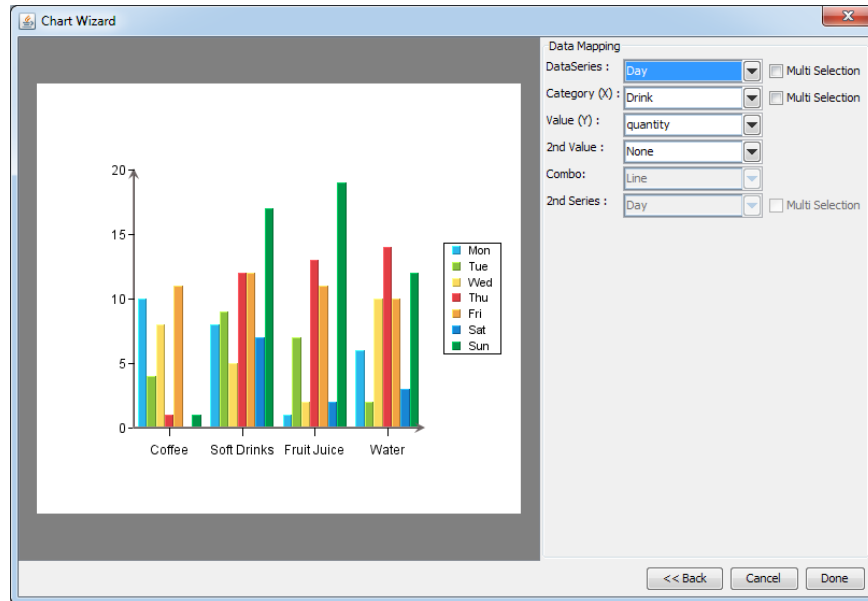 Chart Wizard
Data Mapping
DataSeries : Day Multi Selection
Category (X) : Drink Multi Selection
Value (Y) : quantity
2nd Value : None
Combo: Line
2nd Series : Day Multi Selection
20
15
10
5
0
Coffee Soft Drinks Fruit Juice Water
Mon
Tue
Wed
Thu
Fri
Sat
Sun
<< Back Cancel Done